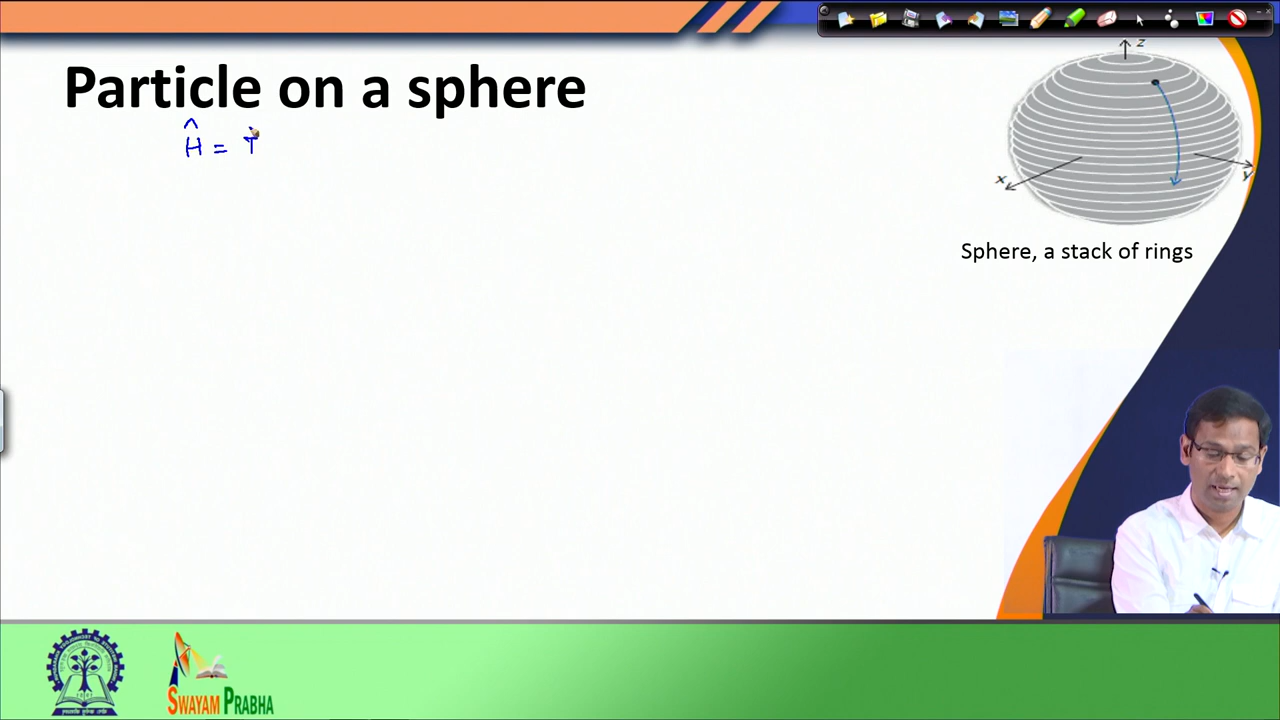 Particle on a sphere
Ĥ = T
z
x
y
Sphere, a stack of rings
SWAYAM PRABHA